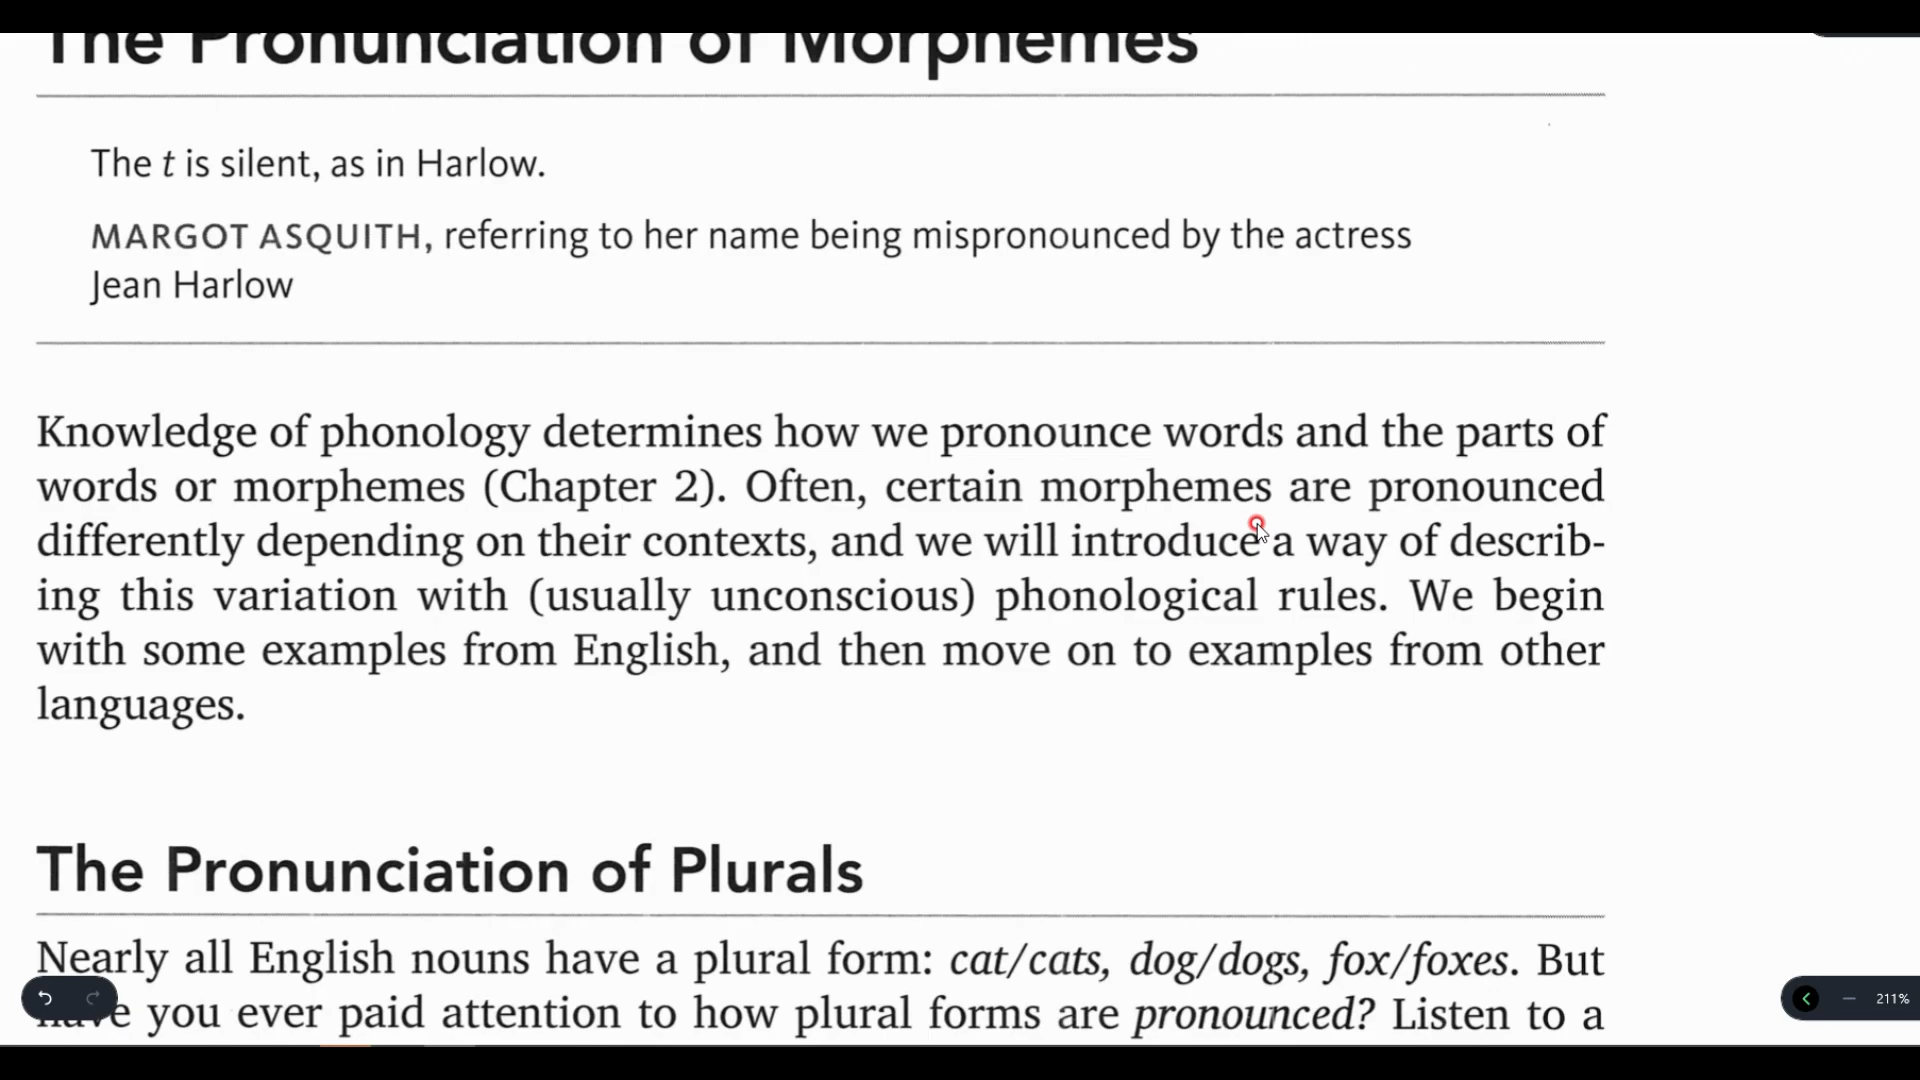 The Pronunciation of Morphemes
The t is silent, as in Harlow.
MARGOT ASQUITH, referring to her name being mispronounced by the actress
Jean Harlow
Knowledge of phonology determines how we pronounce words and the parts of
words or morphemes (Chapter 2). Often, certain morphemes are pronounced
differently depending on their contexts, and we will introduce a way of describ-
ing this variation with (usually unconscious) phonological rules. We begin
with some examples from English, and then move on to examples from other
languages.
The Pronunciation of Plurals
Nearly all English nouns have a plural form: cat/cats, dog/dogs, fox/foxes. But
have you ever paid attention to how plural forms are pronounced? Listen to a
211%